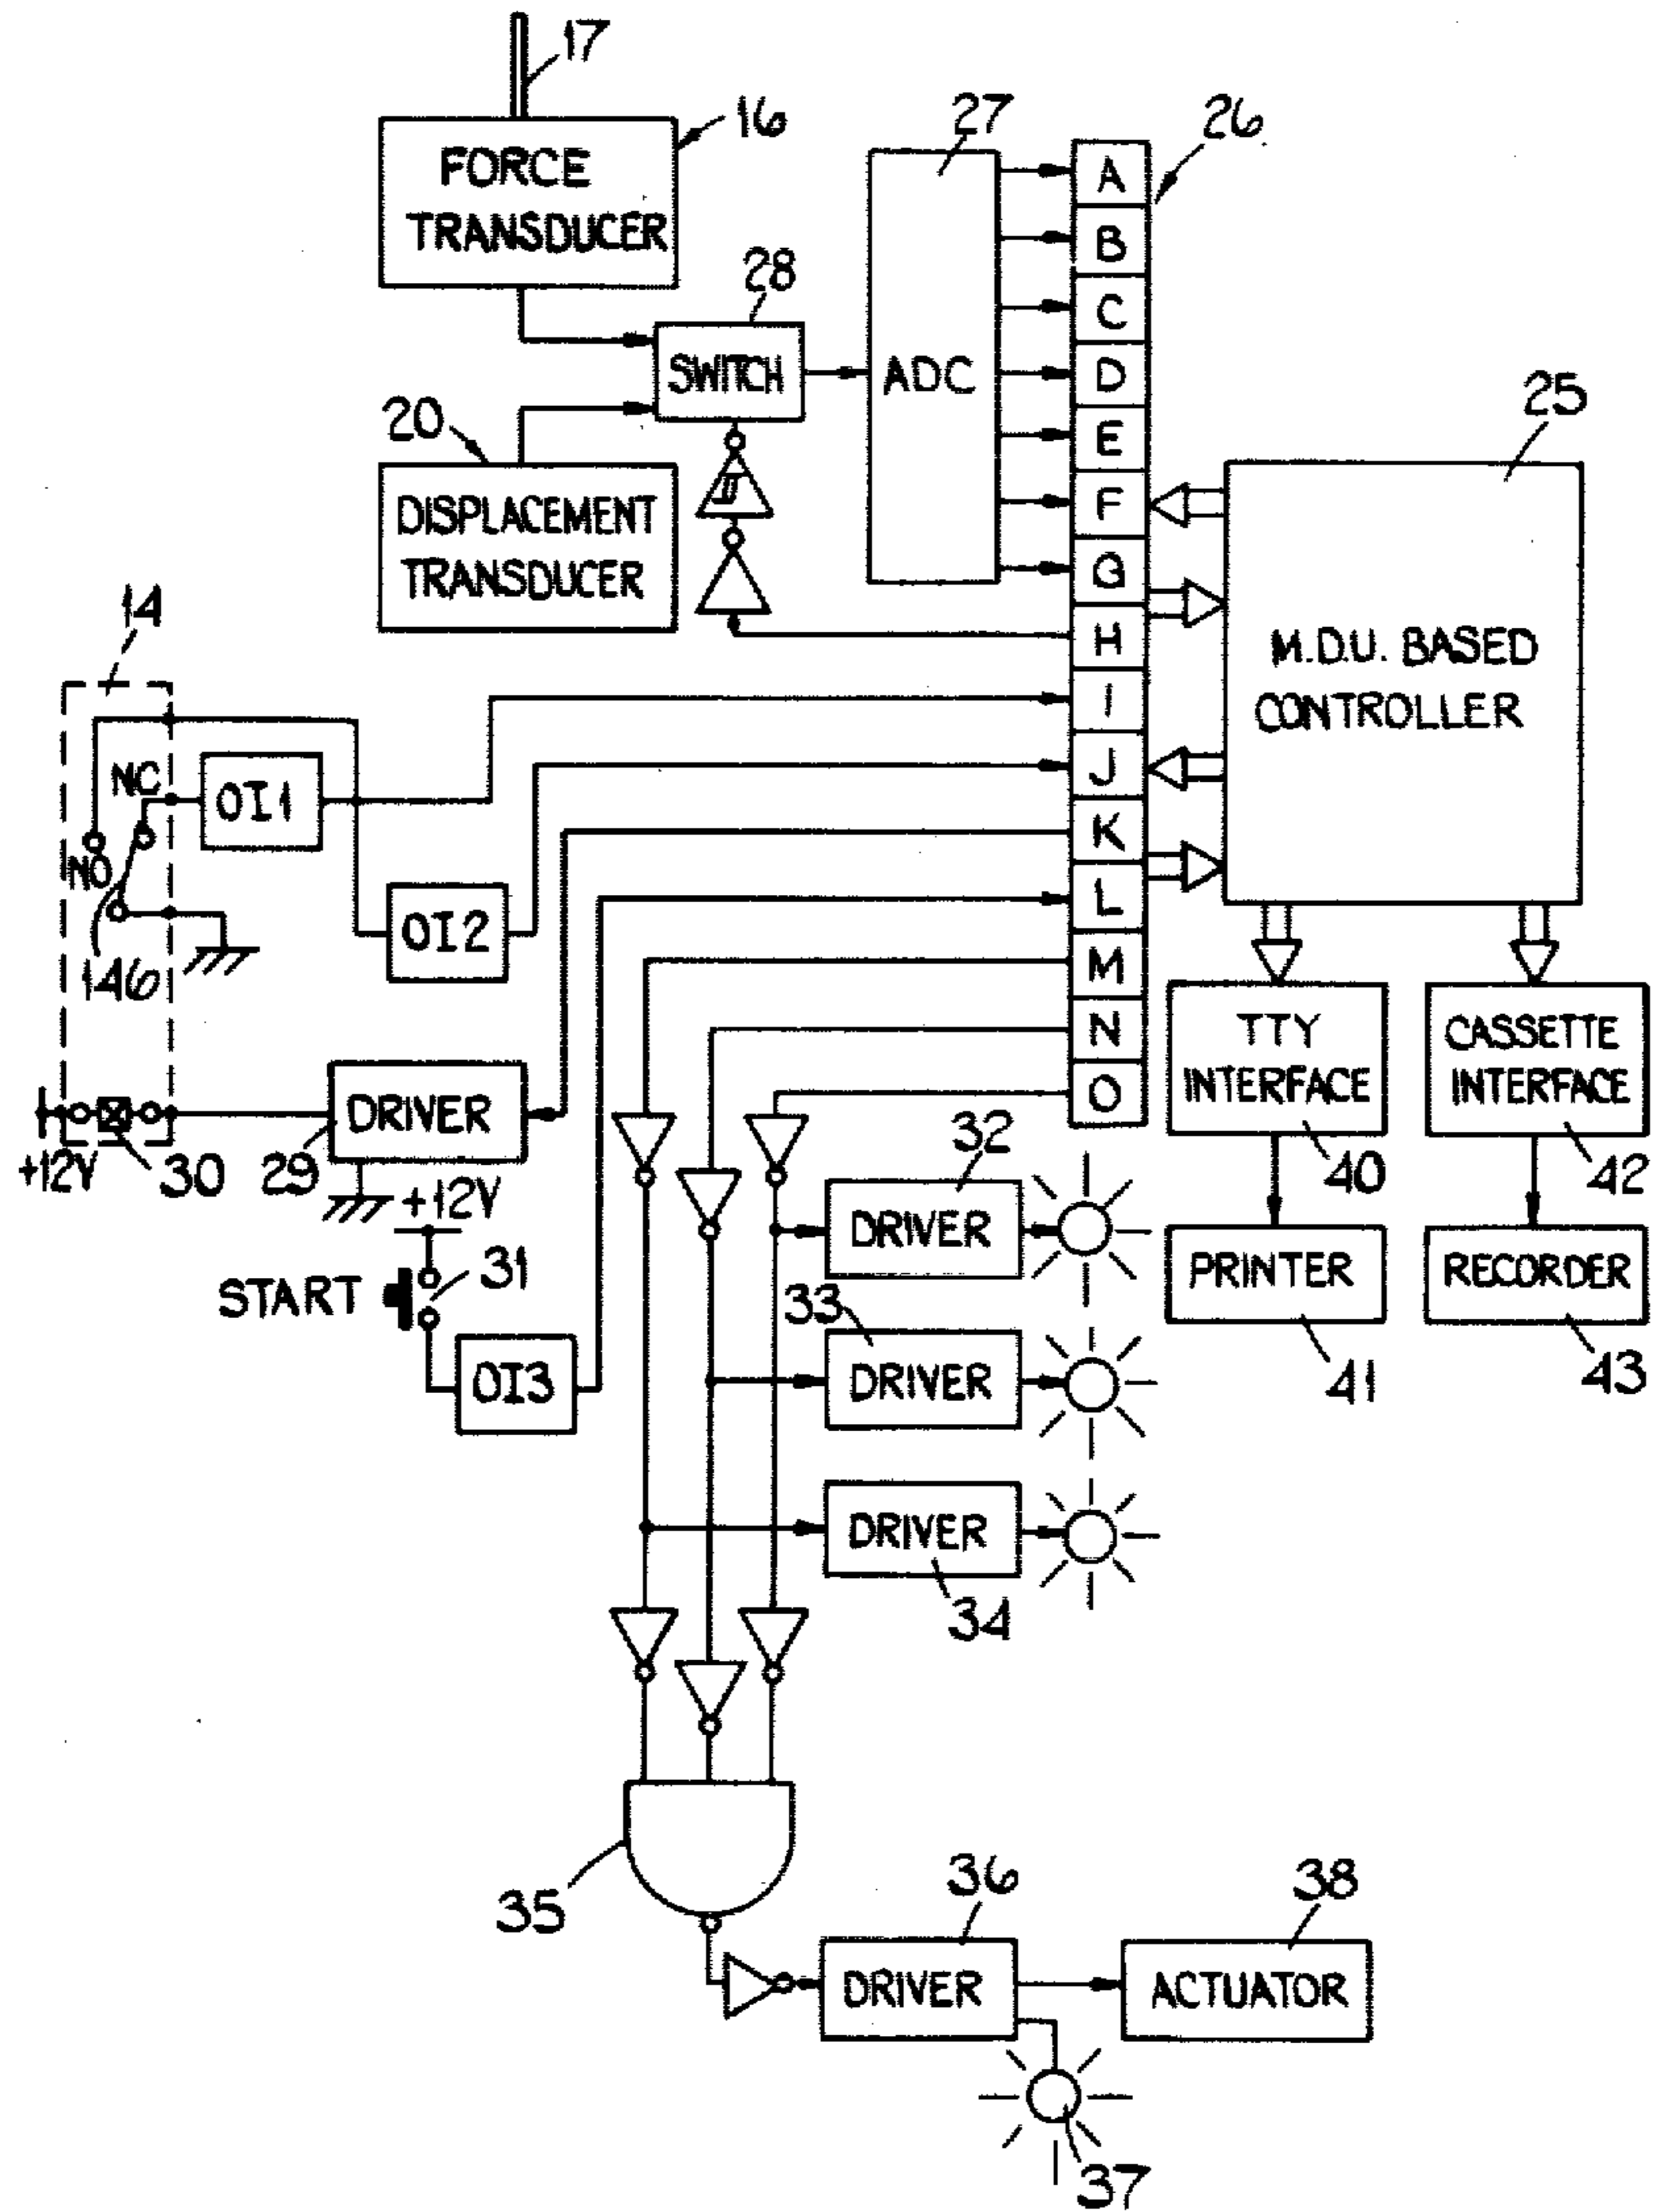 17
FORCE
TRANSDUCER
16
27
26
28
SWITCH
ADC
20
DISPLACEMENT
TRANSDUCER
A
B
C
D
E
F
G
H
I
J
K
L
M
N
O
25
M.D.U. BASED
CONTROLLER
14
NC
NO
OI1
OI2
146
+12V
30
29
DRIVER
+12V
START
31
OI3
TTY
INTERFACE
40
CASSETTE
INTERFACE
42
PRINTER
41
RECORDER
43
32
DRIVER
33
DRIVER
DRIVER
34
35
36
DRIVER
38
ACTUATOR
37